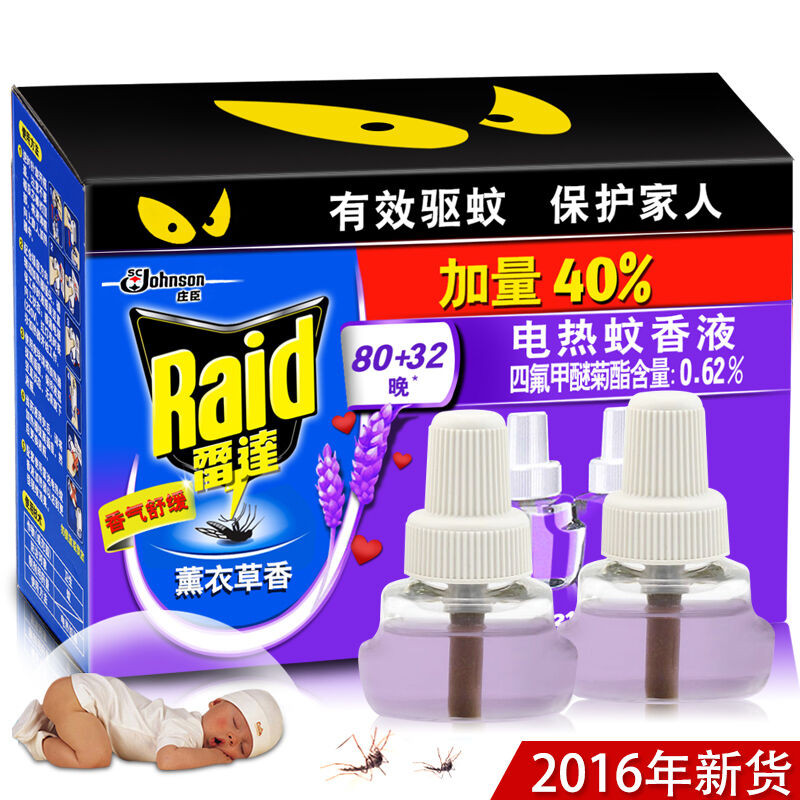 有效驱蚊 保护家人
SC
Johnson
庄臣
加量 40%
Raid
雷達
80+32
晚*
电热蚊香液
四氟甲醚菊酯含量: 0.62%
香气舒缓
薰衣草香
2016年新货